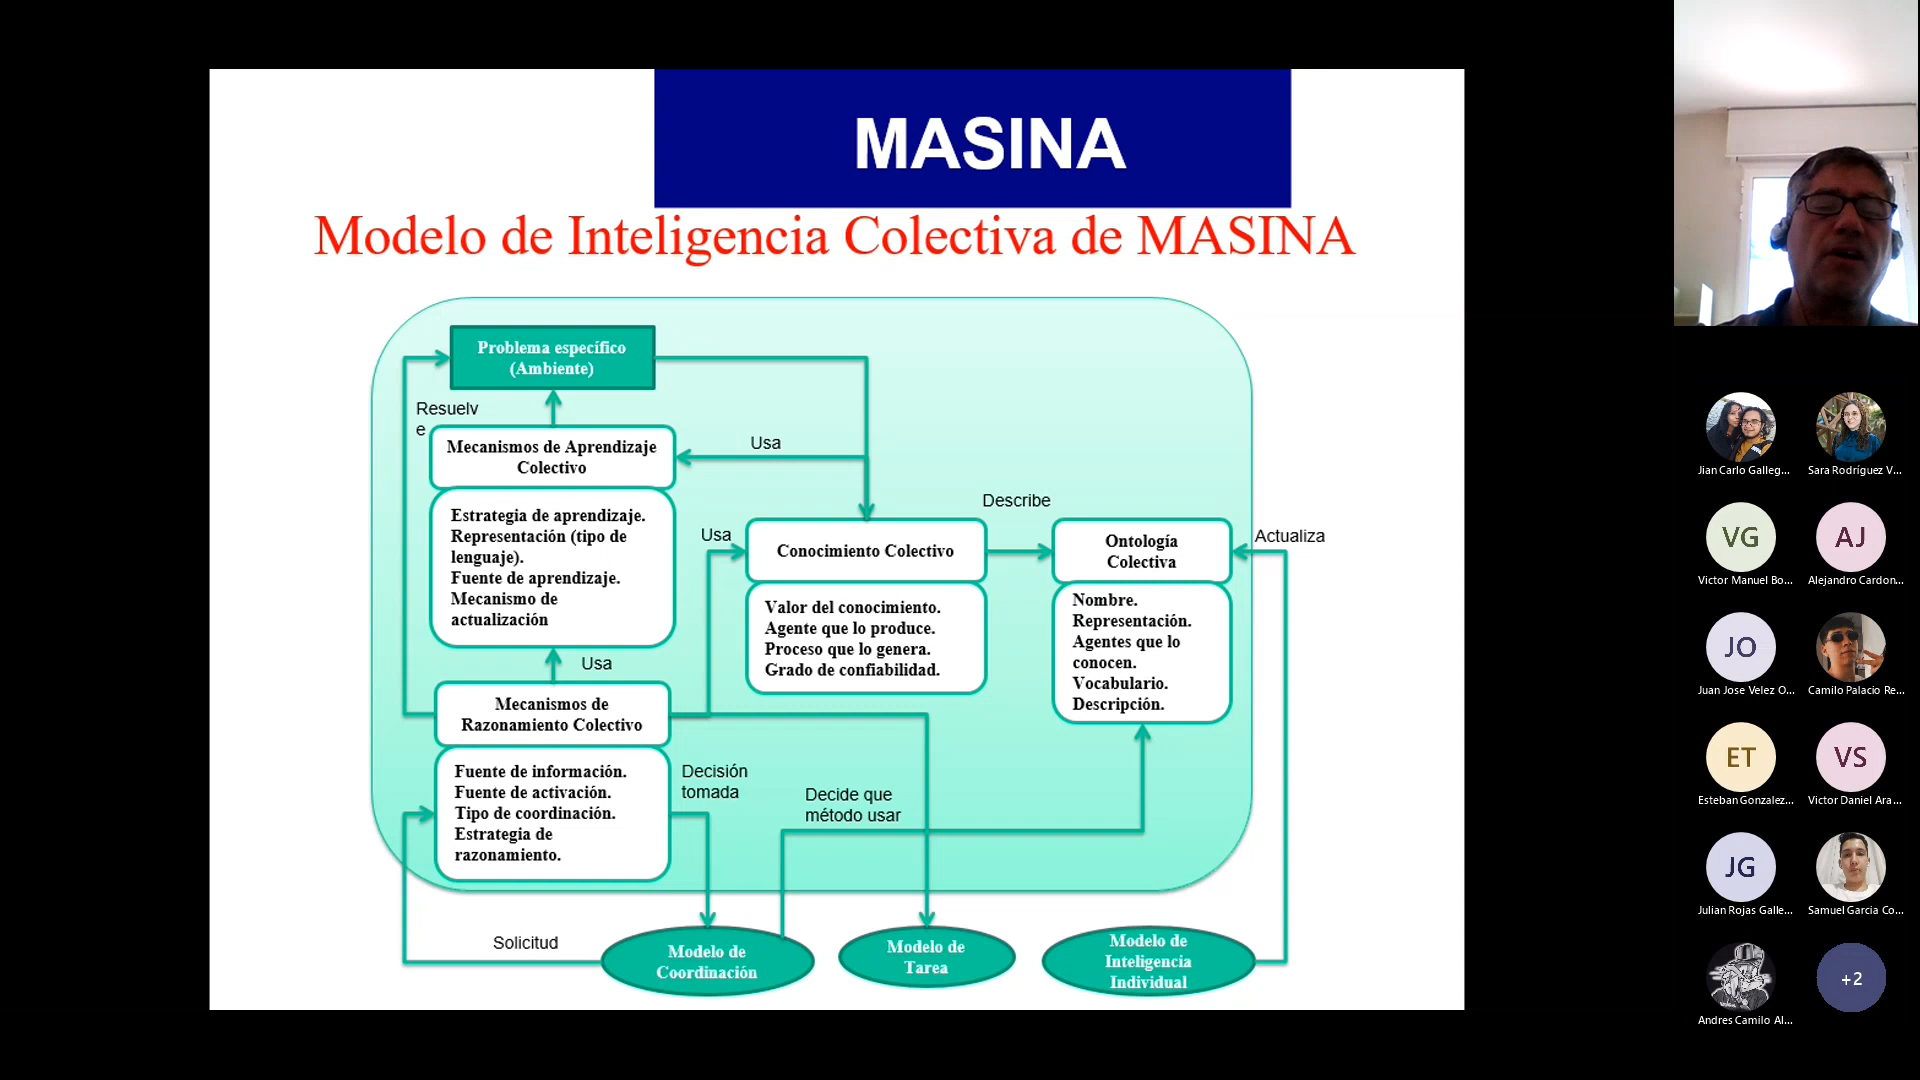 MASINA
Modelo de Inteligencia Colectiva de MASINA
Problema específico
(Ambiente)
Resuelv
e
Mecanismos de Aprendizaje
Colectivo
Usa
Estrategia de aprendizaje.
Representación (tipo de
lenguaje).
Fuente de aprendizaje.
Mecanismo de
actualización
Usa
Describe
Conocimiento Colectivo
Ontología
Colectiva
Actualiza
Valor del conocimiento.
Agente que lo produce.
Proceso que lo genera.
Grado de confiabilidad.
Nombre.
Representación.
Agentes que lo
conocen.
Vocabulario.
Descripción.
Usa
Mecanismos de
Razonamiento Colectivo
Fuente de información.
Fuente de activación.
Tipo de coordinación.
Estrategia de
razonamiento.
Decisión
tomada
Decide que
método usar
Solicitud
Modelo de
Coordinación
Modelo de
Tarea
Modelo de
Inteligencia
Individual
Jian Carlo Galleg...
Sara Rodríguez V...
VG
Victor Manuel Bo...
AJ
Alejandro Cardon...
JO
Juan Jose Velez O...
Camilo Palacio Re...
ET
Esteban Gonzalez...
VS
Victor Daniel Ara...
JG
Julian Rojas Galle...
Samuel Garcia Co...
Andres Camilo Al...
+2